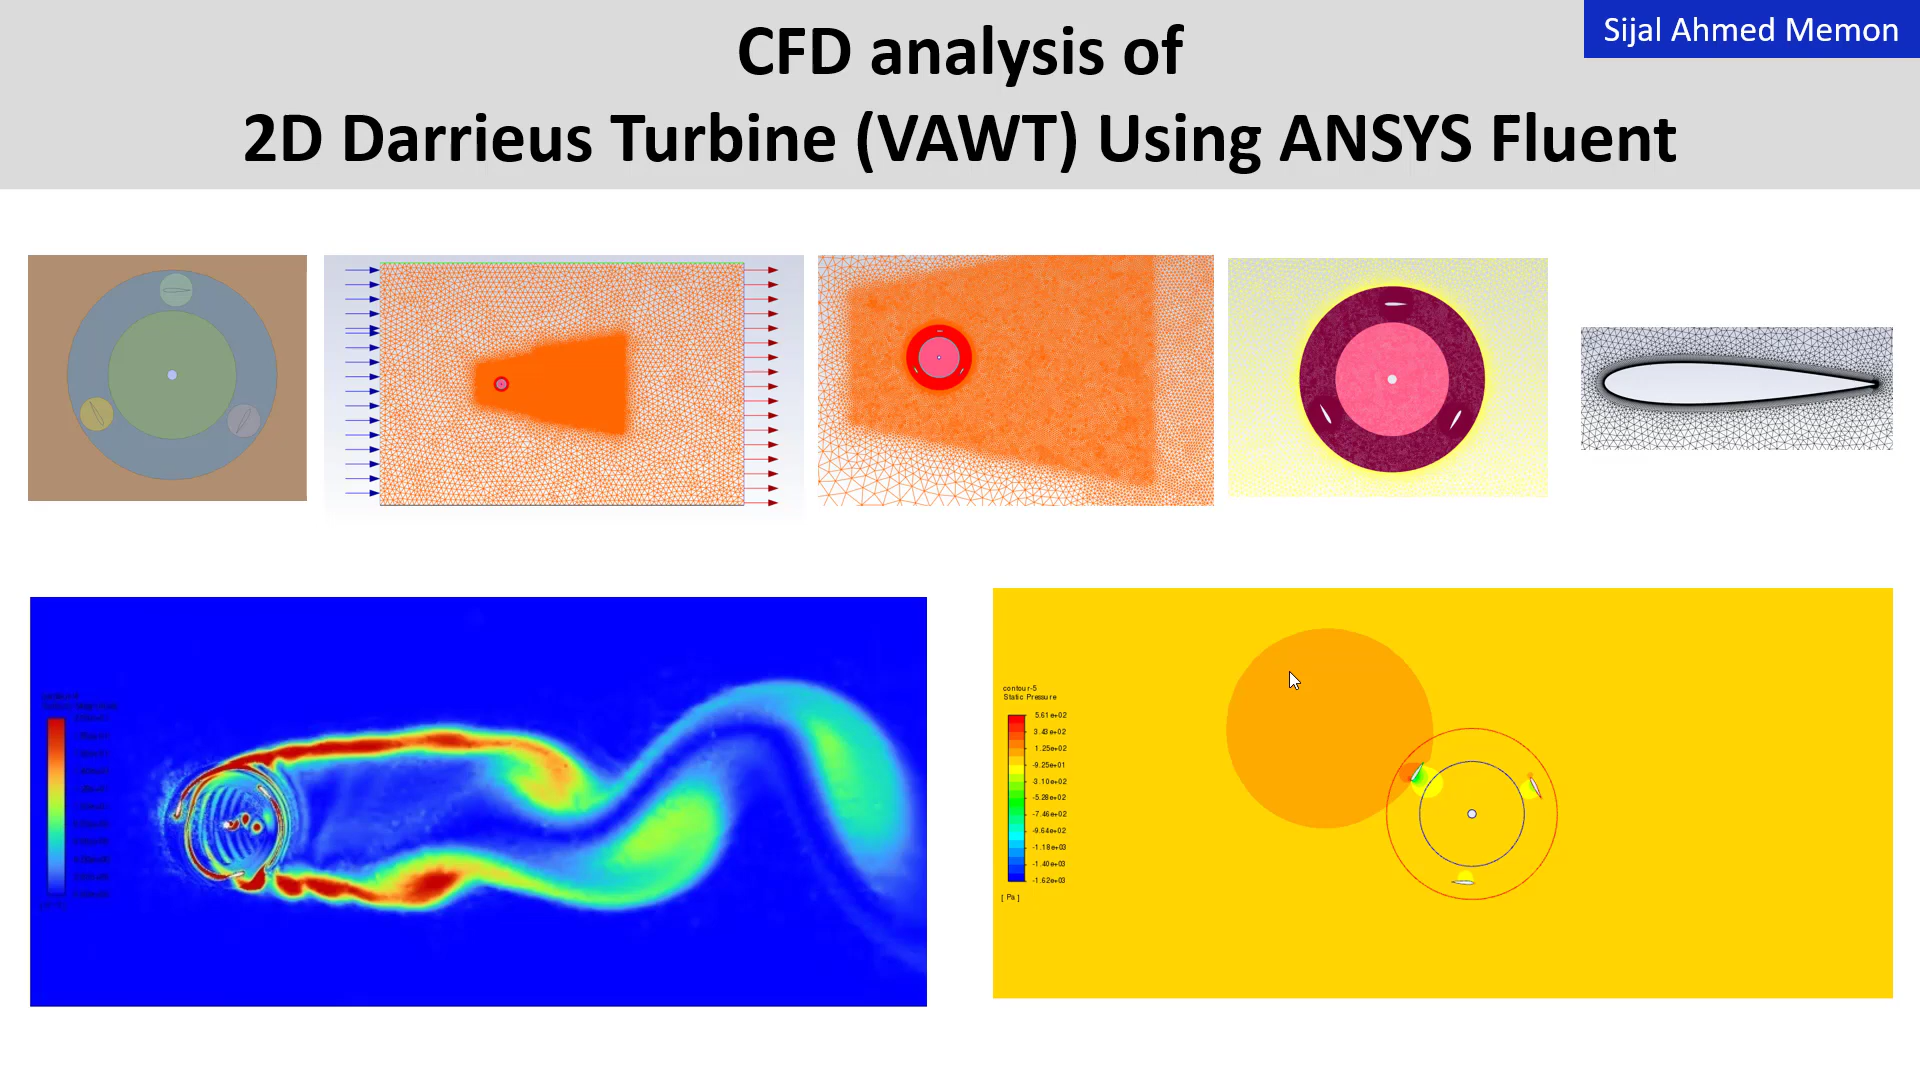 CFD analysis of
Sijal Ahmed Memon
2D Darrieus Turbine (VAWT) Using ANSYS Fluent
contour-5
Static Pressure
5.61e+02
3.43e+02
1.25e+02
-9.25e+01
-3.10e+02
-5.28e+02
-7.46e+02
-9.64e+02
-1.18e+03
-1.40e+03
-1.62e+03
[ Pa ]